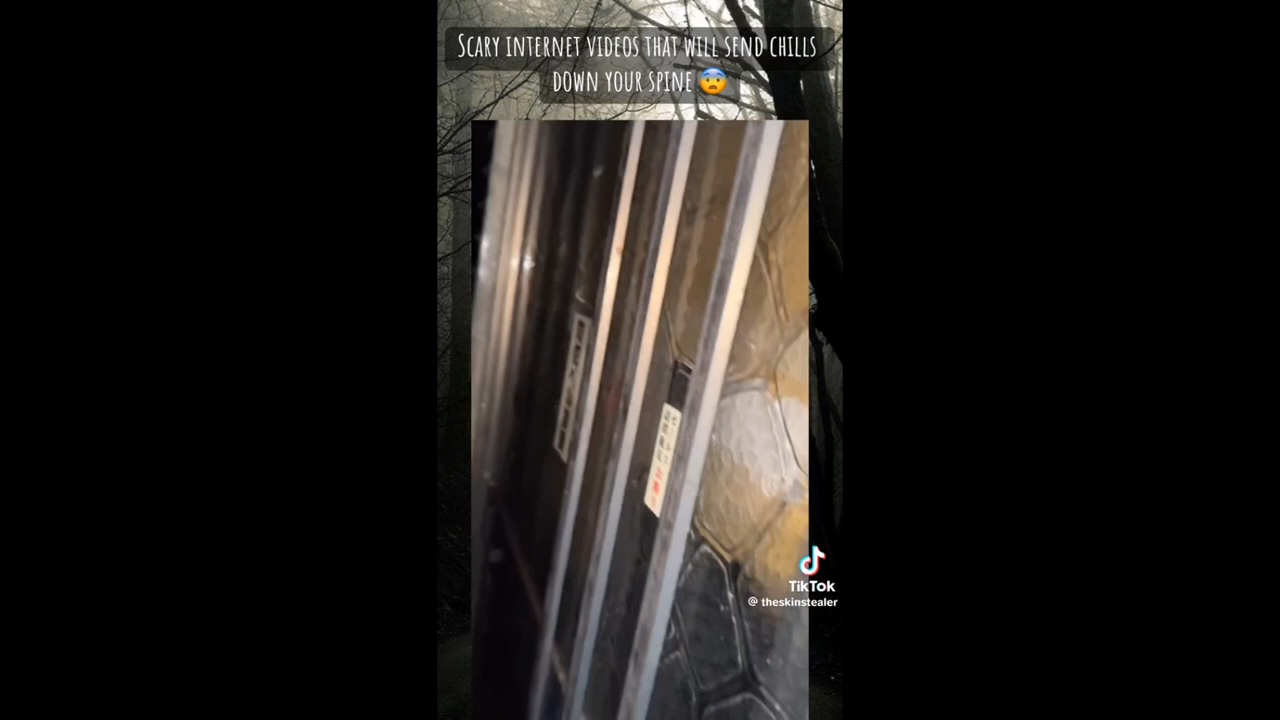 SCARY INTERNET VIDEOS THAT WILL SEND CHILLS
DOWN YOUR SPINE 😨
TikTok
@ theskinstealer